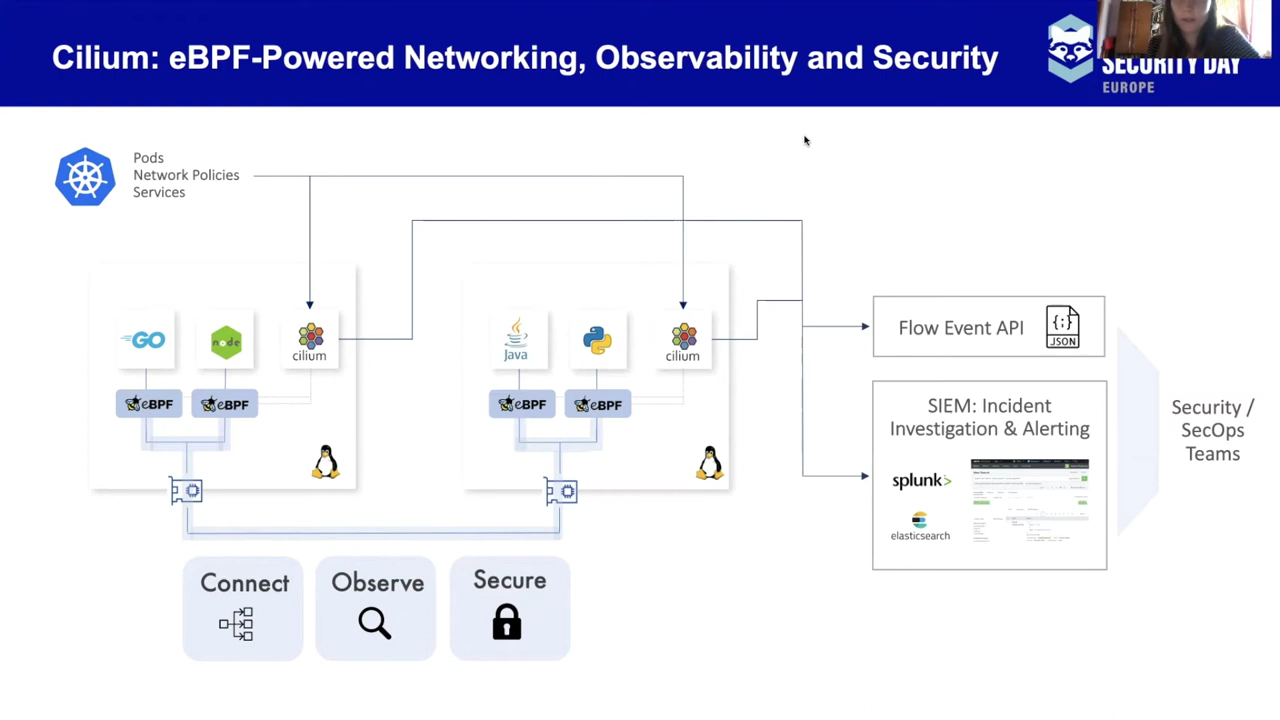 Cilium: eBPF-Powered Networking, Observability and Security
SECURITY DAY
EUROPE
Pods
Network Policies
Services
GO
node
cilium
Java
cilium
eBPF
eBPF
eBPF
eBPF
Flow Event API
{;}
JSON
SIEM: Incident
Investigation & Alerting
splunk>
elasticsearch
Security /
SecOps
Teams
Connect
Observe
Secure